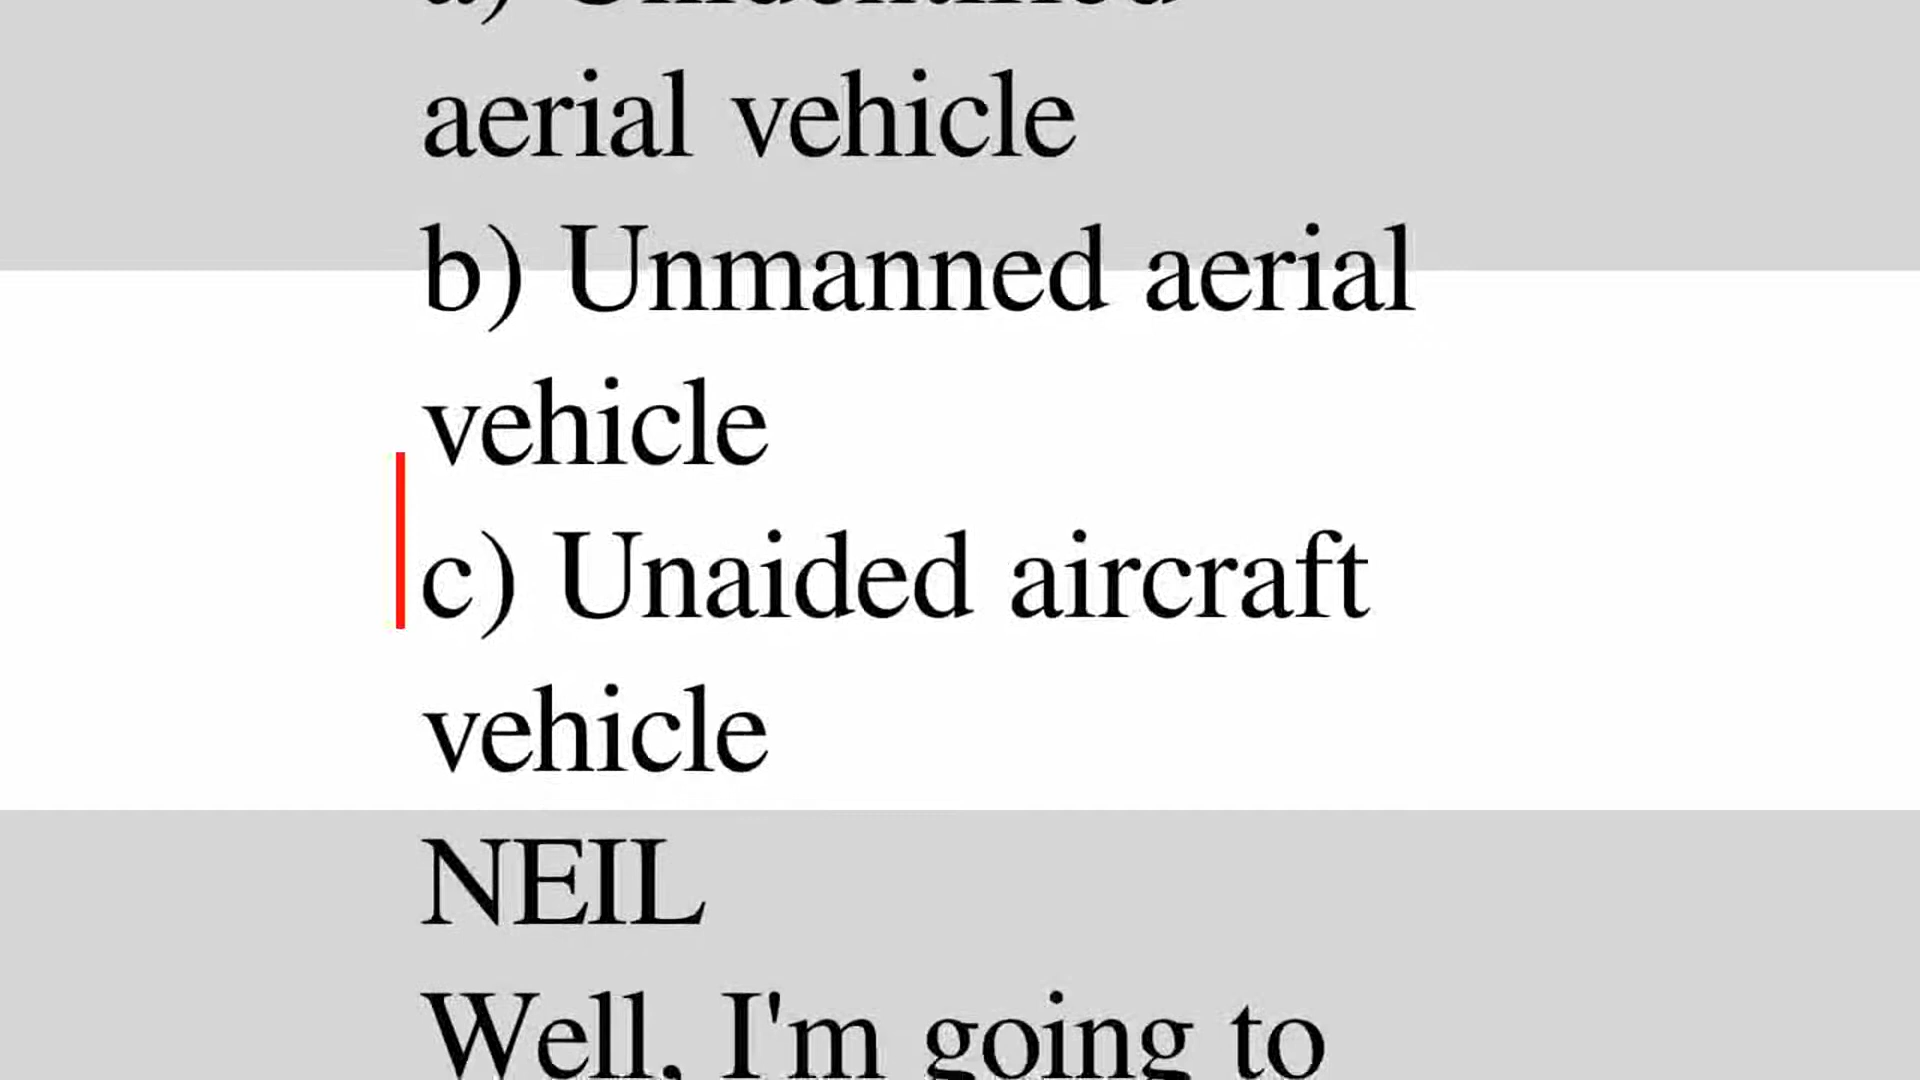 a)
aerial vehicle
b) Unmanned aerial
vehicle
c) Unaided aircraft
vehicle
NEIL
Well, I'm going to